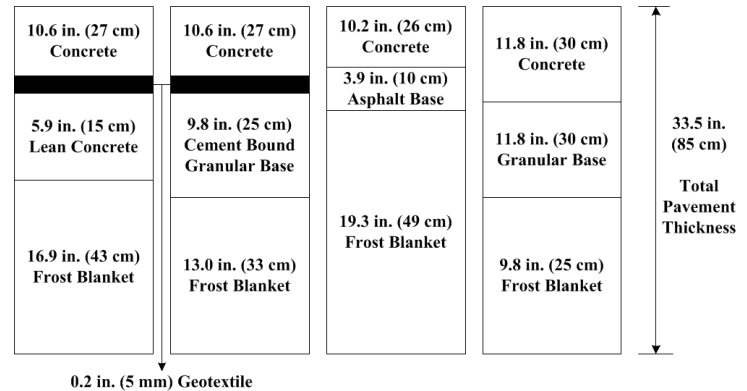 10.6 in. (27 cm)
Concrete
5.9 in. (15 cm)
Lean Concrete
16.9 in. (43 cm)
Frost Blanket
10.6 in. (27 cm)
Concrete
9.8 in. (25 cm)
Cement Bound
Granular Base
13.0 in. (33 cm)
Frost Blanket
10.2 in. (26 cm)
Concrete
3.9 in. (10 cm)
Asphalt Base
19.3 in. (49 cm)
Frost Blanket
11.8 in. (30 cm)
Concrete
11.8 in. (30 cm)
Granular Base
9.8 in. (25 cm)
Frost Blanket
33.5 in.
(85 cm)
Total
Pavement
Thickness
0.2 in. (5 mm) Geotextile